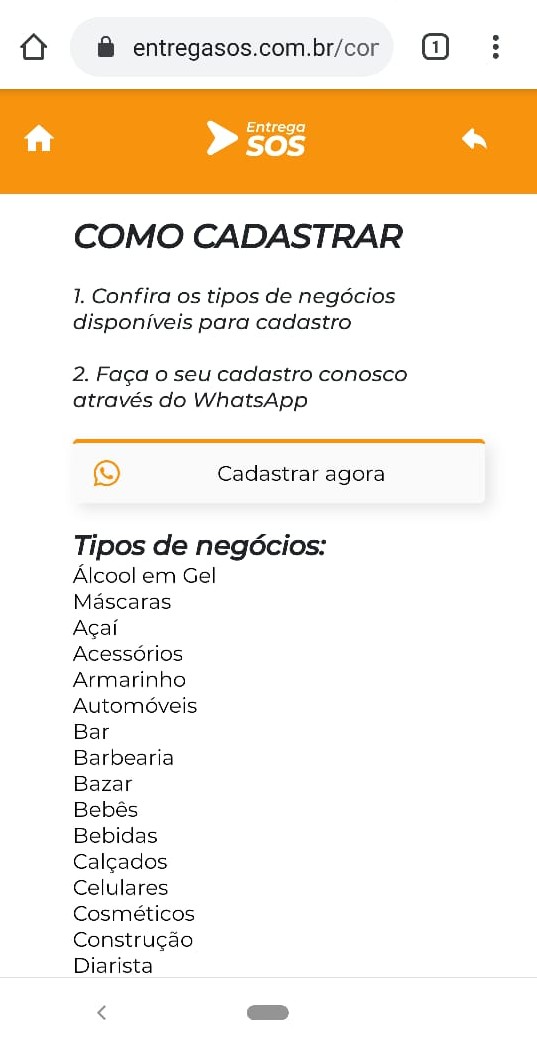 entregasos.com.br/cor
1
Entrega
SOS
COMO CADASTRAR
1. Confira os tipos de negócios
disponíveis para cadastro
2. Faça o seu cadastro conosco
através do WhatsApp
Cadastrar agora
Tipos de negócios:
Álcool em Gel
Máscaras
Açaí
Acessórios
Armarinho
Automóveis
Bar
Barbearia
Bazar
Bebês
Bebidas
Calçados
Celulares
Cosméticos
Construção
Diarista